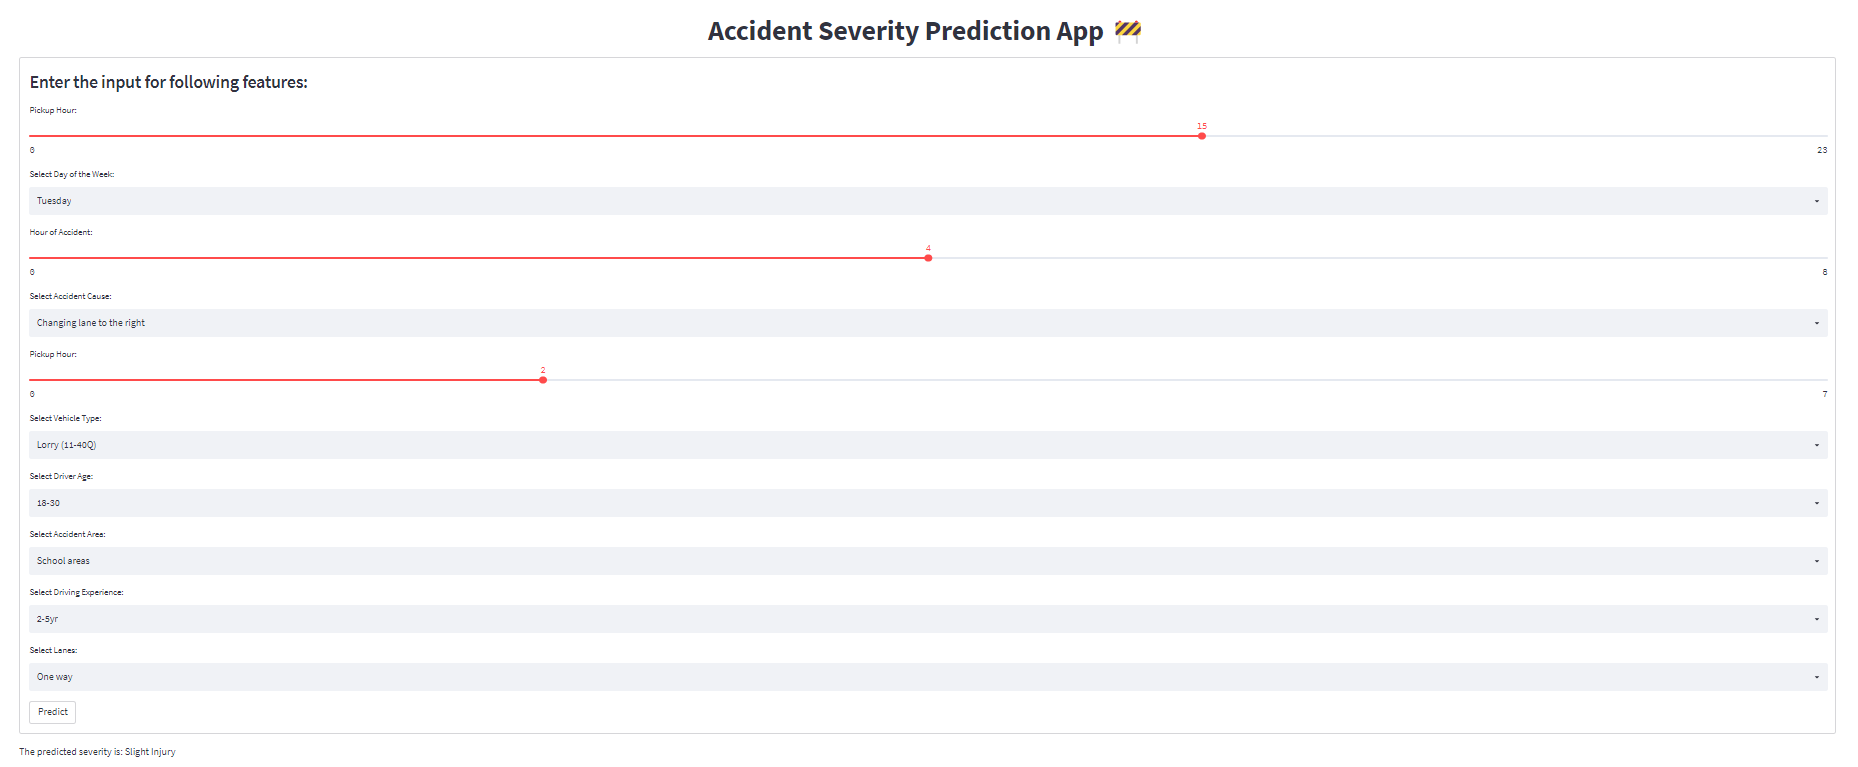 Accident Severity Prediction App 🚧
Enter the input for following features:
Pickup Hour:
15
0 23
Select Day of the Week:
Tuesday
Hour of Accident:
4
0 8
Select Accident Cause:
Changing lane to the right
Pickup Hour:
2
0 7
Select Vehicle Type:
Lorry (11-40Q)
Select Driver Age:
18-30
Select Accident Area:
School areas
Select Driving Experience:
2-5yr
Select Lanes:
One way
Predict
The predicted severity is: Slight Injury